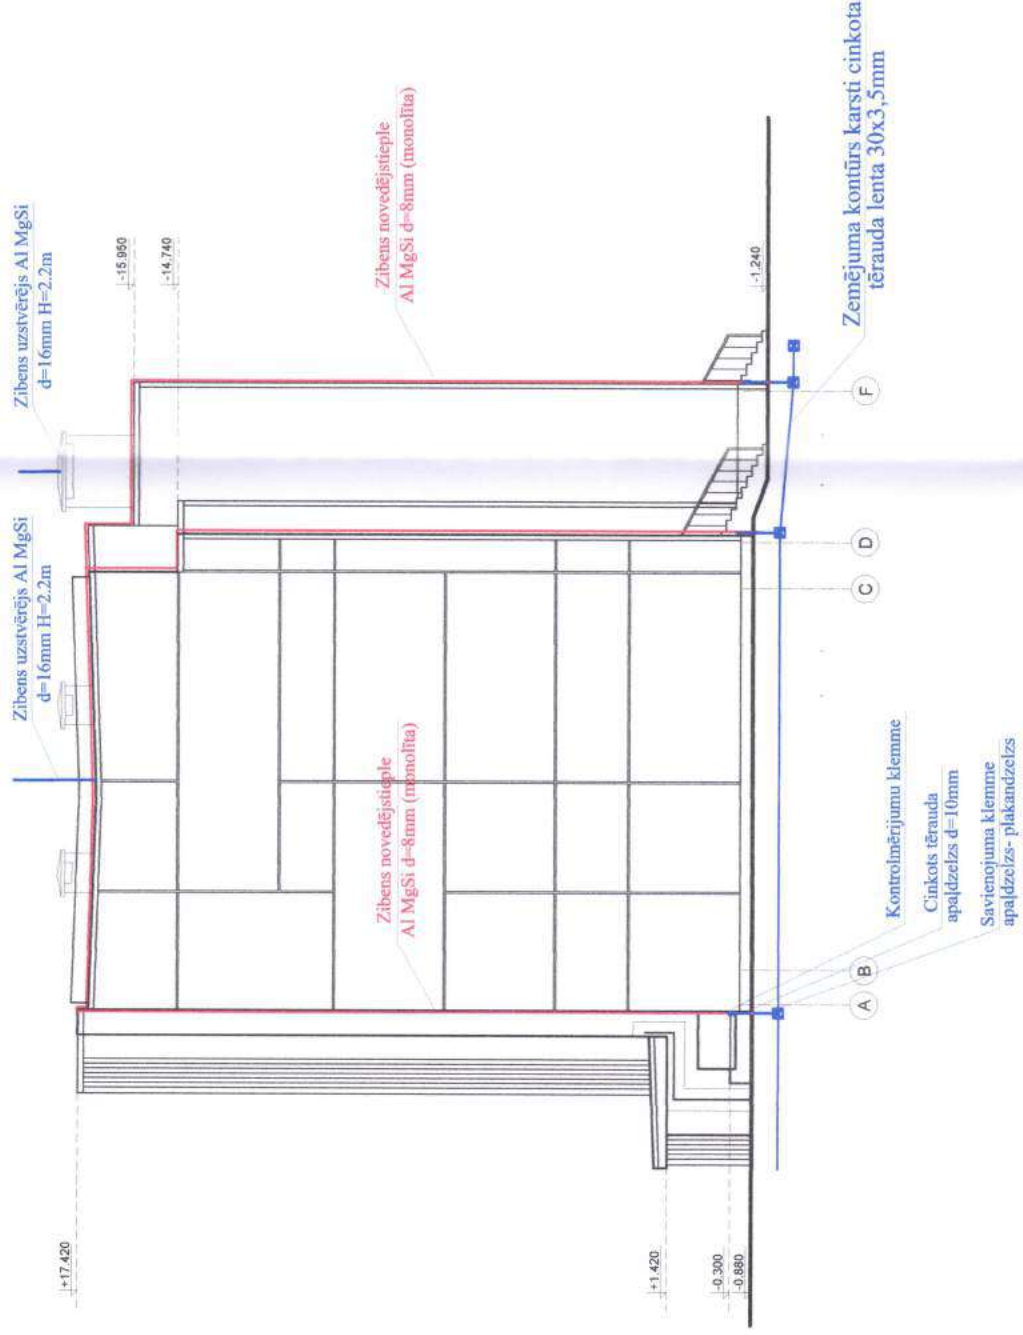 Zibens uzstvērējs Al MgSi
d=16mm H=2.2m
Zibens uzstvērējs Al MgSi
d=16mm H=2.2m
+17.420
-15.950
-14.740
Zibens novedējstieple
Al MgSi d=8mm (monolīta)
Zibens novedējstieple
Al MgSi d=8mm (monolīta)
+1.420
-0.300
-0.880
-1.240
A
B
C
D
F
Kontrolmērījumu klemme
Cinkots tērauda
apaļdzelzs d=10mm
Savienojuma klemme
apaļdzelzs- plakandzelzs
Zemējuma kontūrs karsti cinkota
tērauda lenta 30x3,5mm